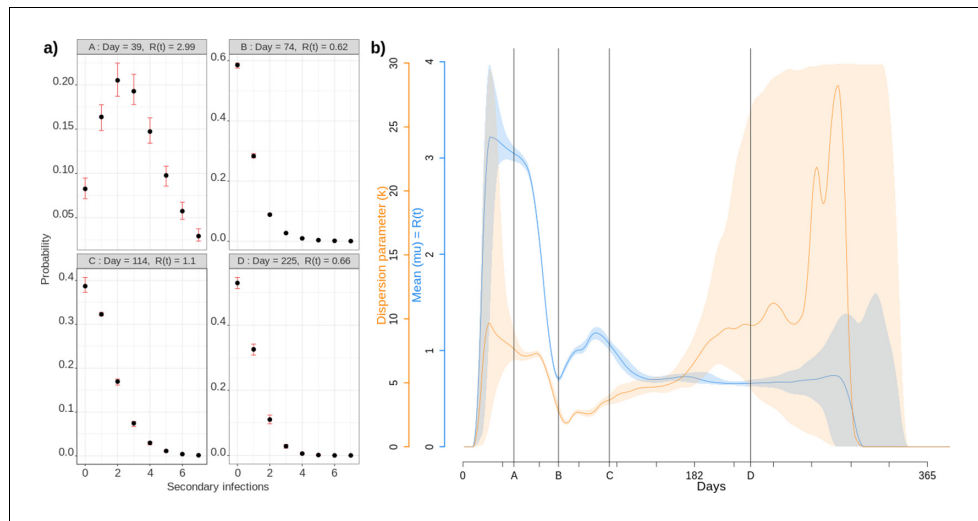 a)
A : Day = 39, R(t) = 2.99
B : Day = 74, R(t) = 0.62
0.20
0.15
0.10
0.05
0.6
0.4
0.2
0.0
Probability
C : Day = 114, R(t) = 1.1
D : Day = 225, R(t) = 0.66
0.4
0.3
0.2
0.1
0.0
0.4
0.2
0.0
0 2 4 6
0 2 4 6
Secondary infections
b)
Dispersion parameter (k)
30
25
20
15
10
5
0
Mean (mu) = R(t)
4
3
2
1
0
0 A B C 182 D 365
Days